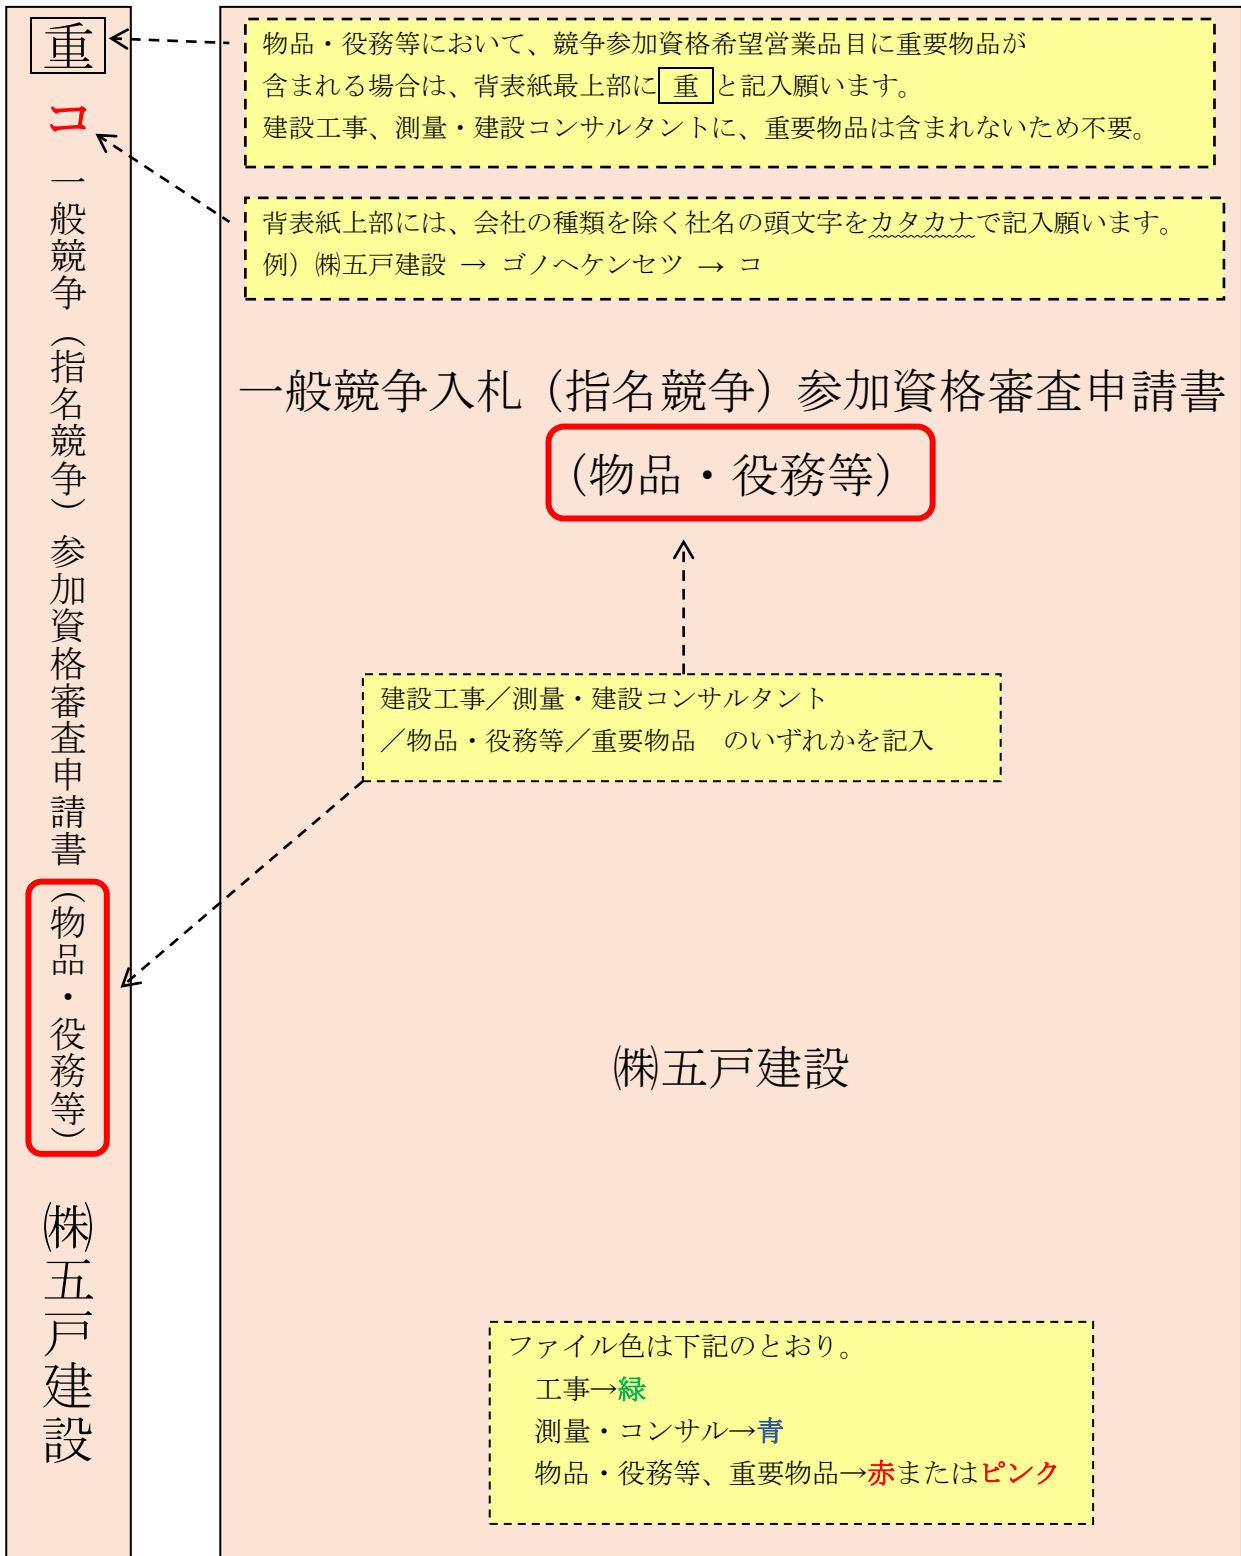 重
コ
一般競争（指名競争）参加資格審査申請書（物品・役務等）
㈱五戸建設
物品・役務等において、競争参加資格希望営業品目に重要物品が
含まれる場合は、背表紙最上部に 重 と記入願います。
建設工事、測量・建設コンサルタントに、重要物品は含まれないため不要。
背表紙上部には、会社の種類を除く社名の頭文字をカタカナで記入願います。
例）㈱五戸建設 → ゴノヘケンセツ → コ
一般競争入札（指名競争）参加資格審査申請書
（物品・役務等）
建設工事／測量・建設コンサルタント
／物品・役務等／重要物品　のいずれかを記入
㈱五戸建設
ファイル色は下記のとおり。
工事→緑
測量・コンサル→青
物品・役務等、重要物品→赤またはピンク